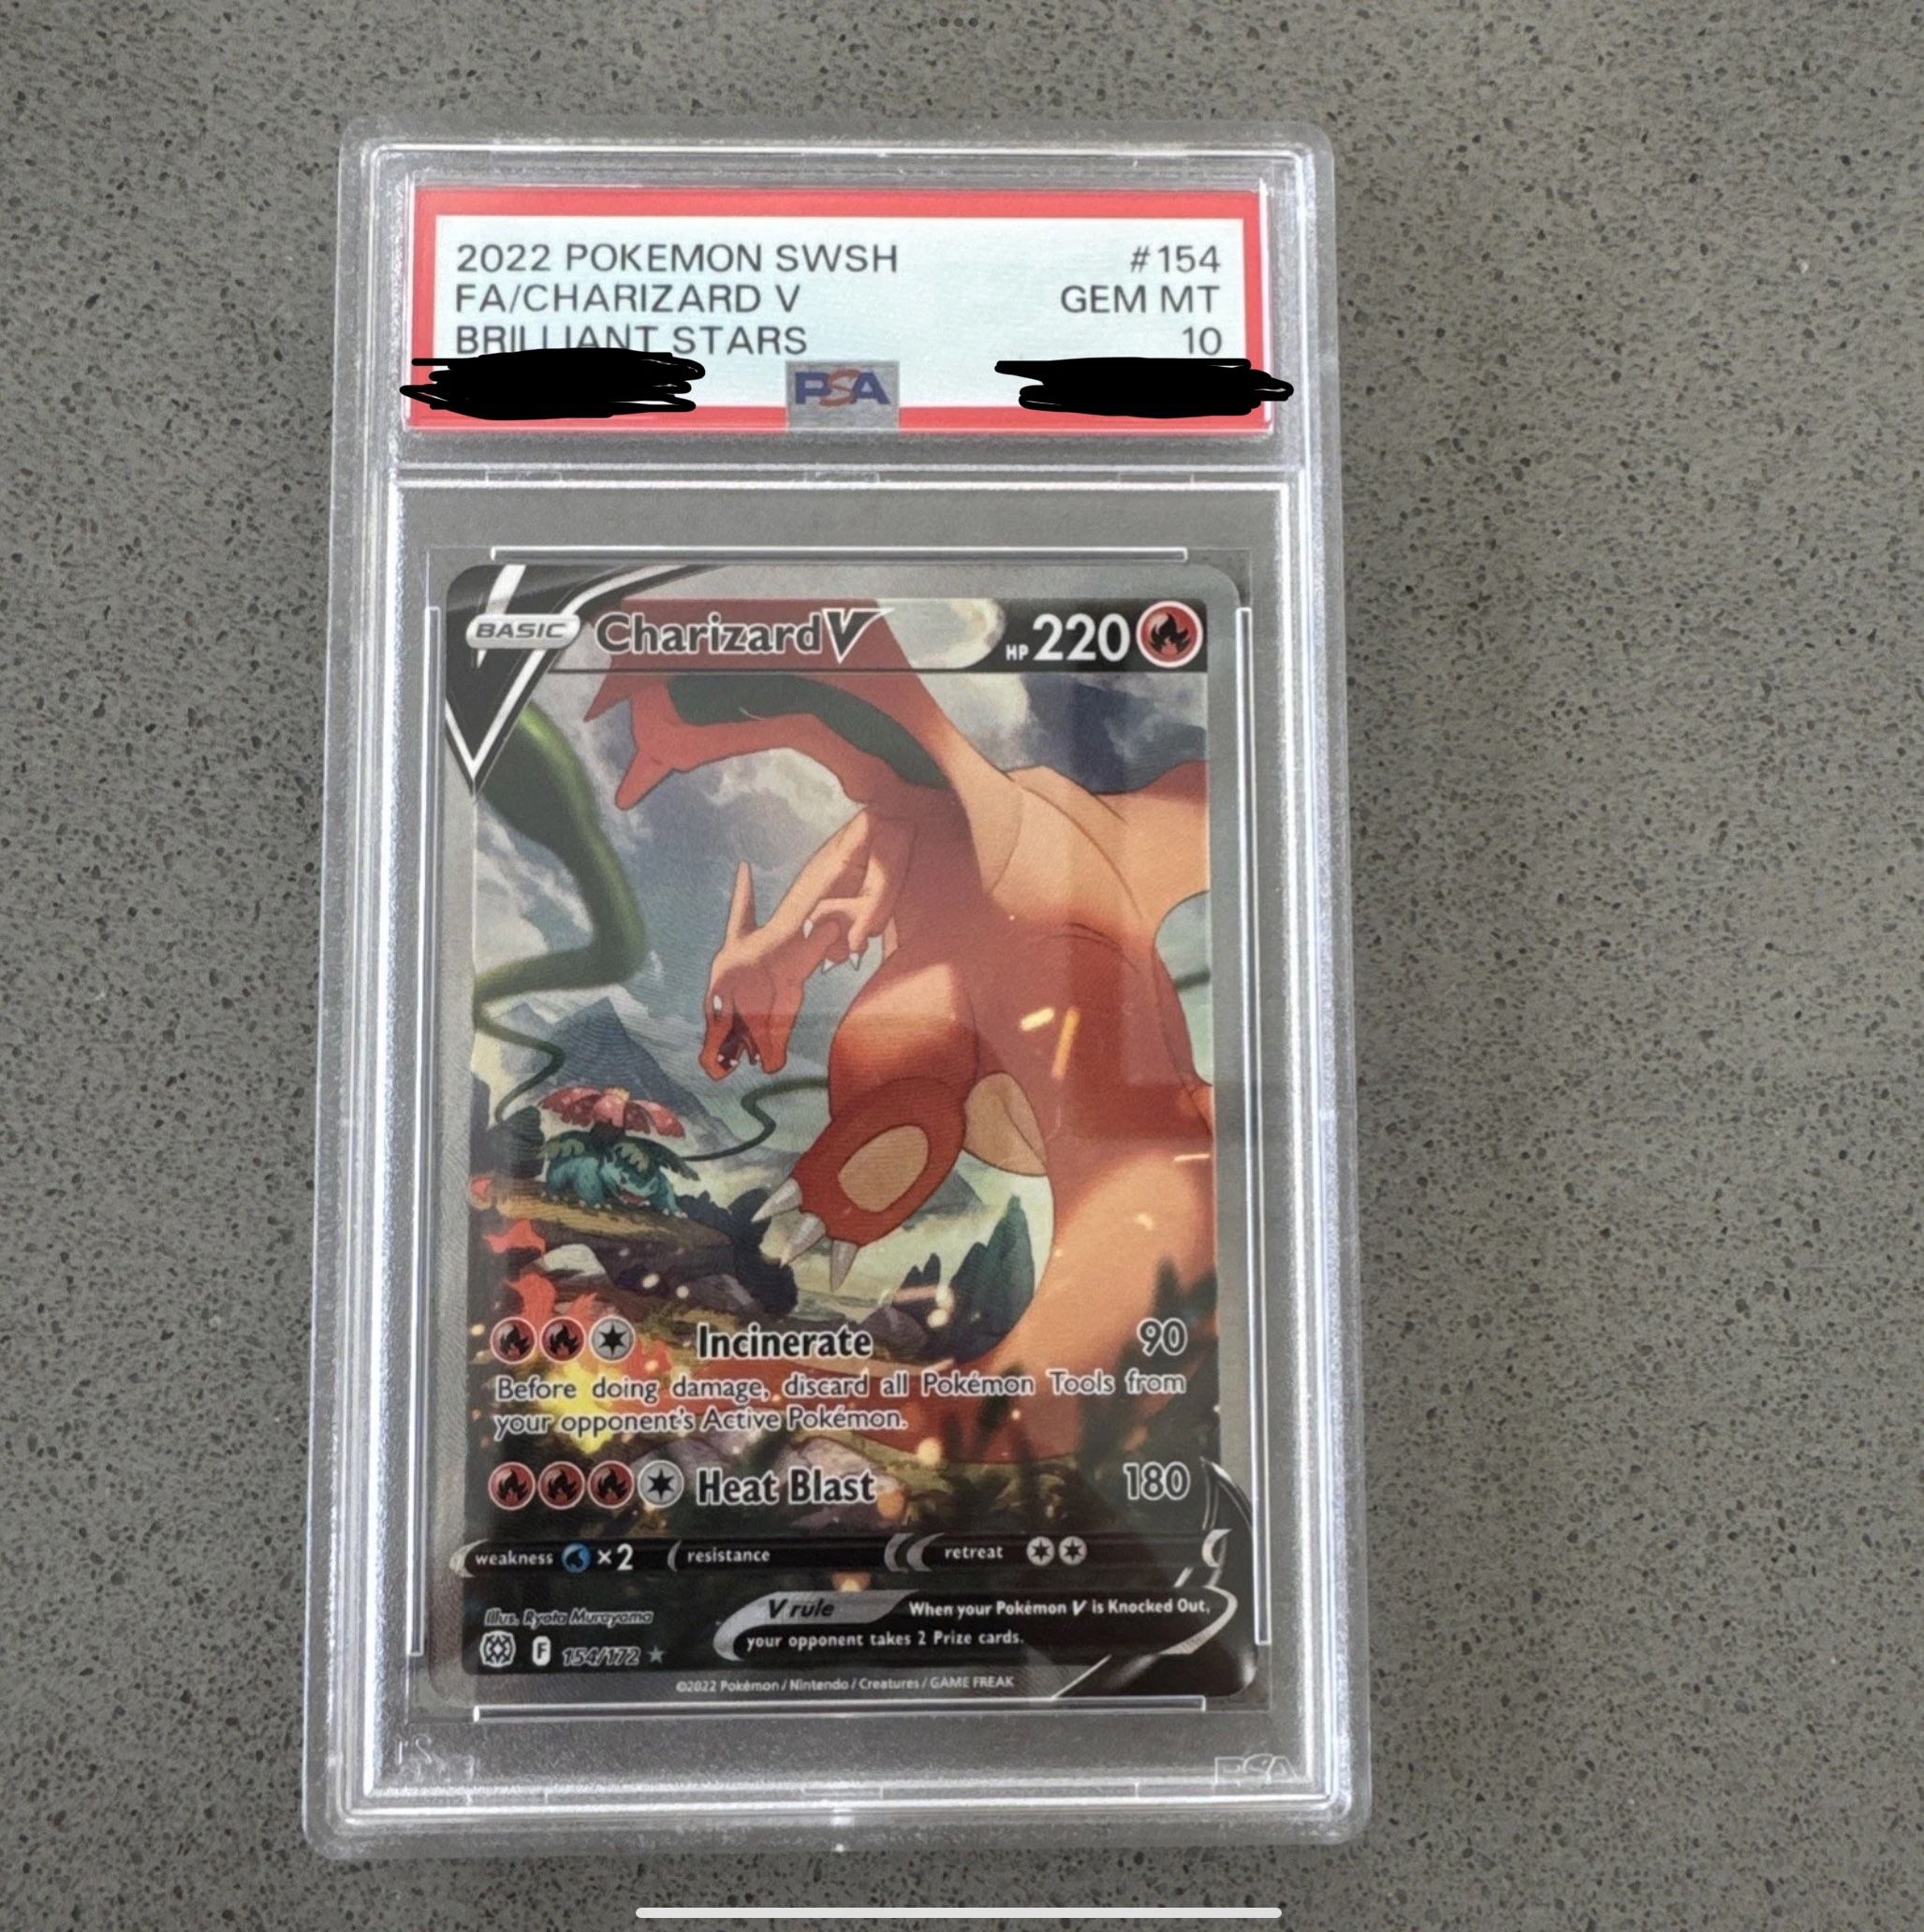 2022 POKEMON SWSH #154
FA/CHARIZARD V GEM MT
BRILLIANT STARS 10
PSA
BASIC Charizard V HP 220
Incinerate 90
Before doing damage, discard all Pokémon Tools from
your opponent's Active Pokémon.
Heat Blast 180
weakness ×2 resistance retreat
Illus. Ryota Murayama
V rule When your Pokémon V is Knocked Out,
your opponent takes 2 Prize cards.
F 154/172
©2022 Pokémon / Nintendo / Creatures / GAME FREAK
PSA